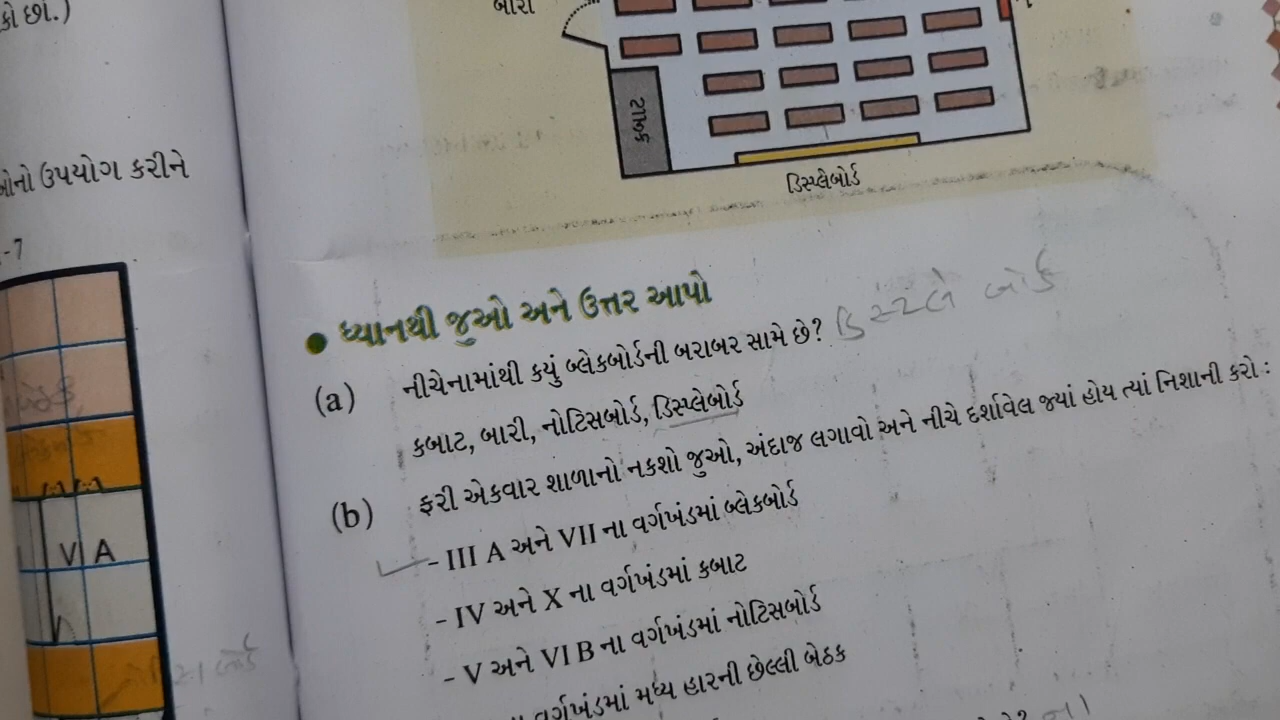 કો છો.)
ઉપયોગ કરીને
-7
V A
બારી
કબાટ
ડિસ્પ્લેબોર્ડ
• ધ્યાનથી જુઓ અને ઉત્તર આપો
(a) નીચેનામાંથી કયું બ્લેકબોર્ડની બરાબર સામે છે?
કબાટ, બારી, નોટિસબોર્ડ, ડિસ્પ્લેબોર્ડ
(b) ફરી એકવાર શાળાનો નકશો જુઓ, અંદાજ લગાવો અને નીચે દર્શાવેલ જ્યાં હોય ત્યાં નિશાની કરો :
- III A અને VII ના વર્ગખંડમાં બ્લેકબોર્ડ
- IV અને X ના વર્ગખંડમાં કબાટ
- V અને VI B ના વર્ગખંડમાં નોટિસબોર્ડ
વર્ગખંડમાં મધ્ય હારની છેલ્લી બેઠક